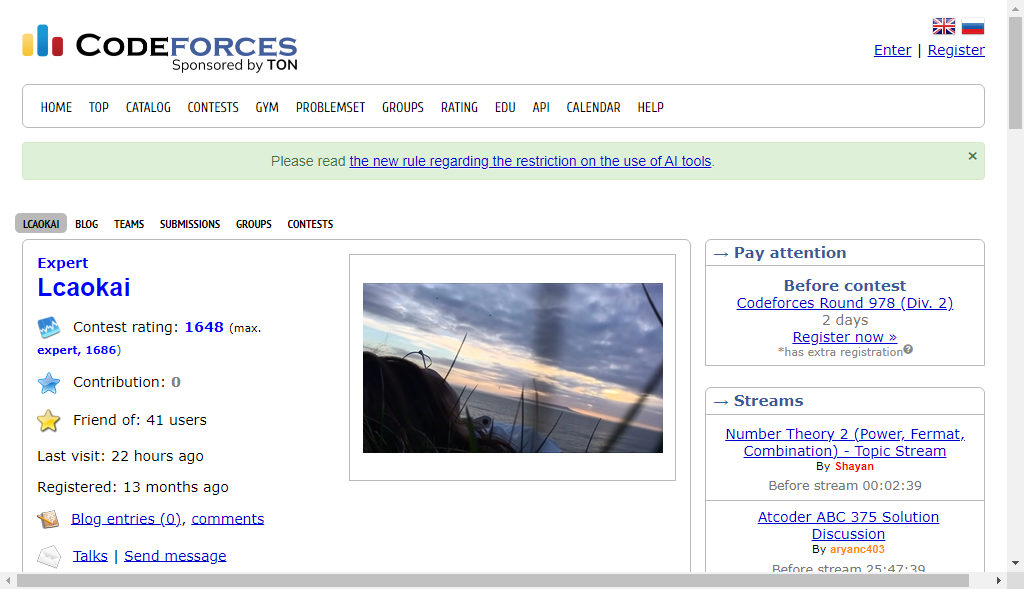 CODEFORCES
Sponsored by TON
Enter | Register
HOME TOP CATALOG CONTESTS GYM PROBLEMSET GROUPS RATING EDU API CALENDAR HELP
Please read the new rule regarding the restriction on the use of AI tools.
×
LCAOKAI BLOG TEAMS SUBMISSIONS GROUPS CONTESTS
Expert
Lcaokai
Contest rating: 1648 (max.
expert, 1686)
Contribution: 0
Friend of: 41 users
Last visit: 22 hours ago
Registered: 13 months ago
Blog entries (0), comments
Talks | Send message
→ Pay attention
Before contest
Codeforces Round 978 (Div. 2)
2 days
Register now »
*has extra registration?
→ Streams
Number Theory 2 (Power, Fermat,
Combination) - Topic Stream
By Shayan
Before stream 00:02:39
Atcoder ABC 375 Solution
Discussion
By aryanc403
Before stream 25:47:39